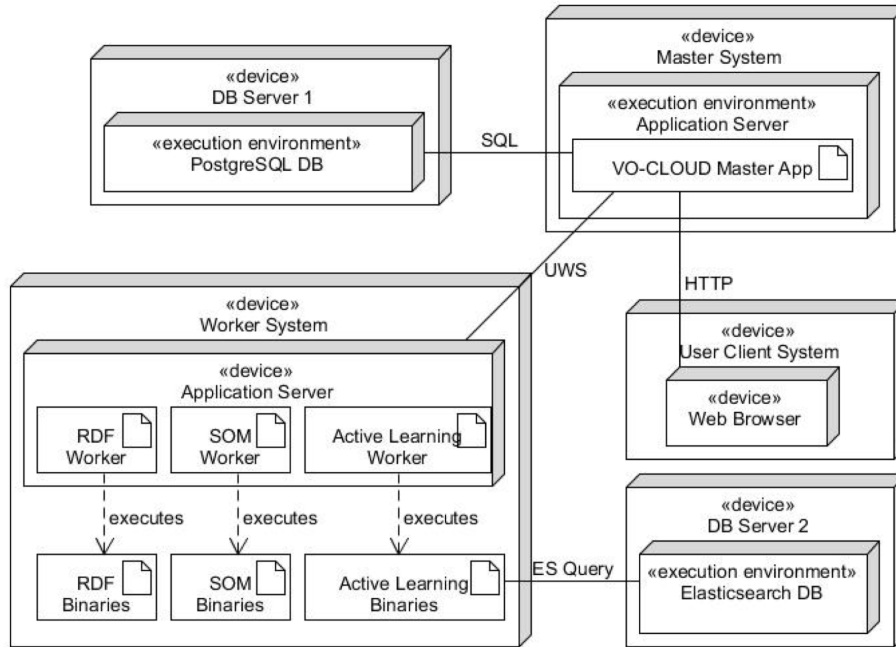 «device»
DB Server 1
«execution environment»
PostgreSQL DB
SQL
«device»
Master System
«execution environment»
Application Server
VO-CLOUD Master App
UWS
HTTP
«device»
Worker System
«device»
Application Server
RDF
Worker
SOM
Worker
Active Learning
Worker
executes
executes
executes
RDF
Binaries
SOM
Binaries
Active Learning
Binaries
«device»
User Client System
«device»
Web Browser
ES Query
«device»
DB Server 2
«execution environment»
Elasticsearch DB